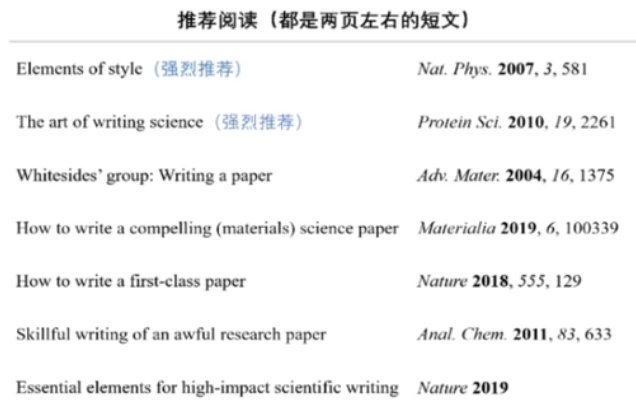 推荐阅读（都是两页左右的短文）
Elements of style（强烈推荐） Nat. Phys. 2007, 3, 581
The art of writing science（强烈推荐） Protein Sci. 2010, 19, 2261
Whitesides' group: Writing a paper Adv. Mater. 2004, 16, 1375
How to write a compelling (materials) science paper Materialia 2019, 6, 100339
How to write a first-class paper Nature 2018, 555, 129
Skillful writing of an awful research paper Anal. Chem. 2011, 83, 633
Essential elements for high-impact scientific writing Nature 2019